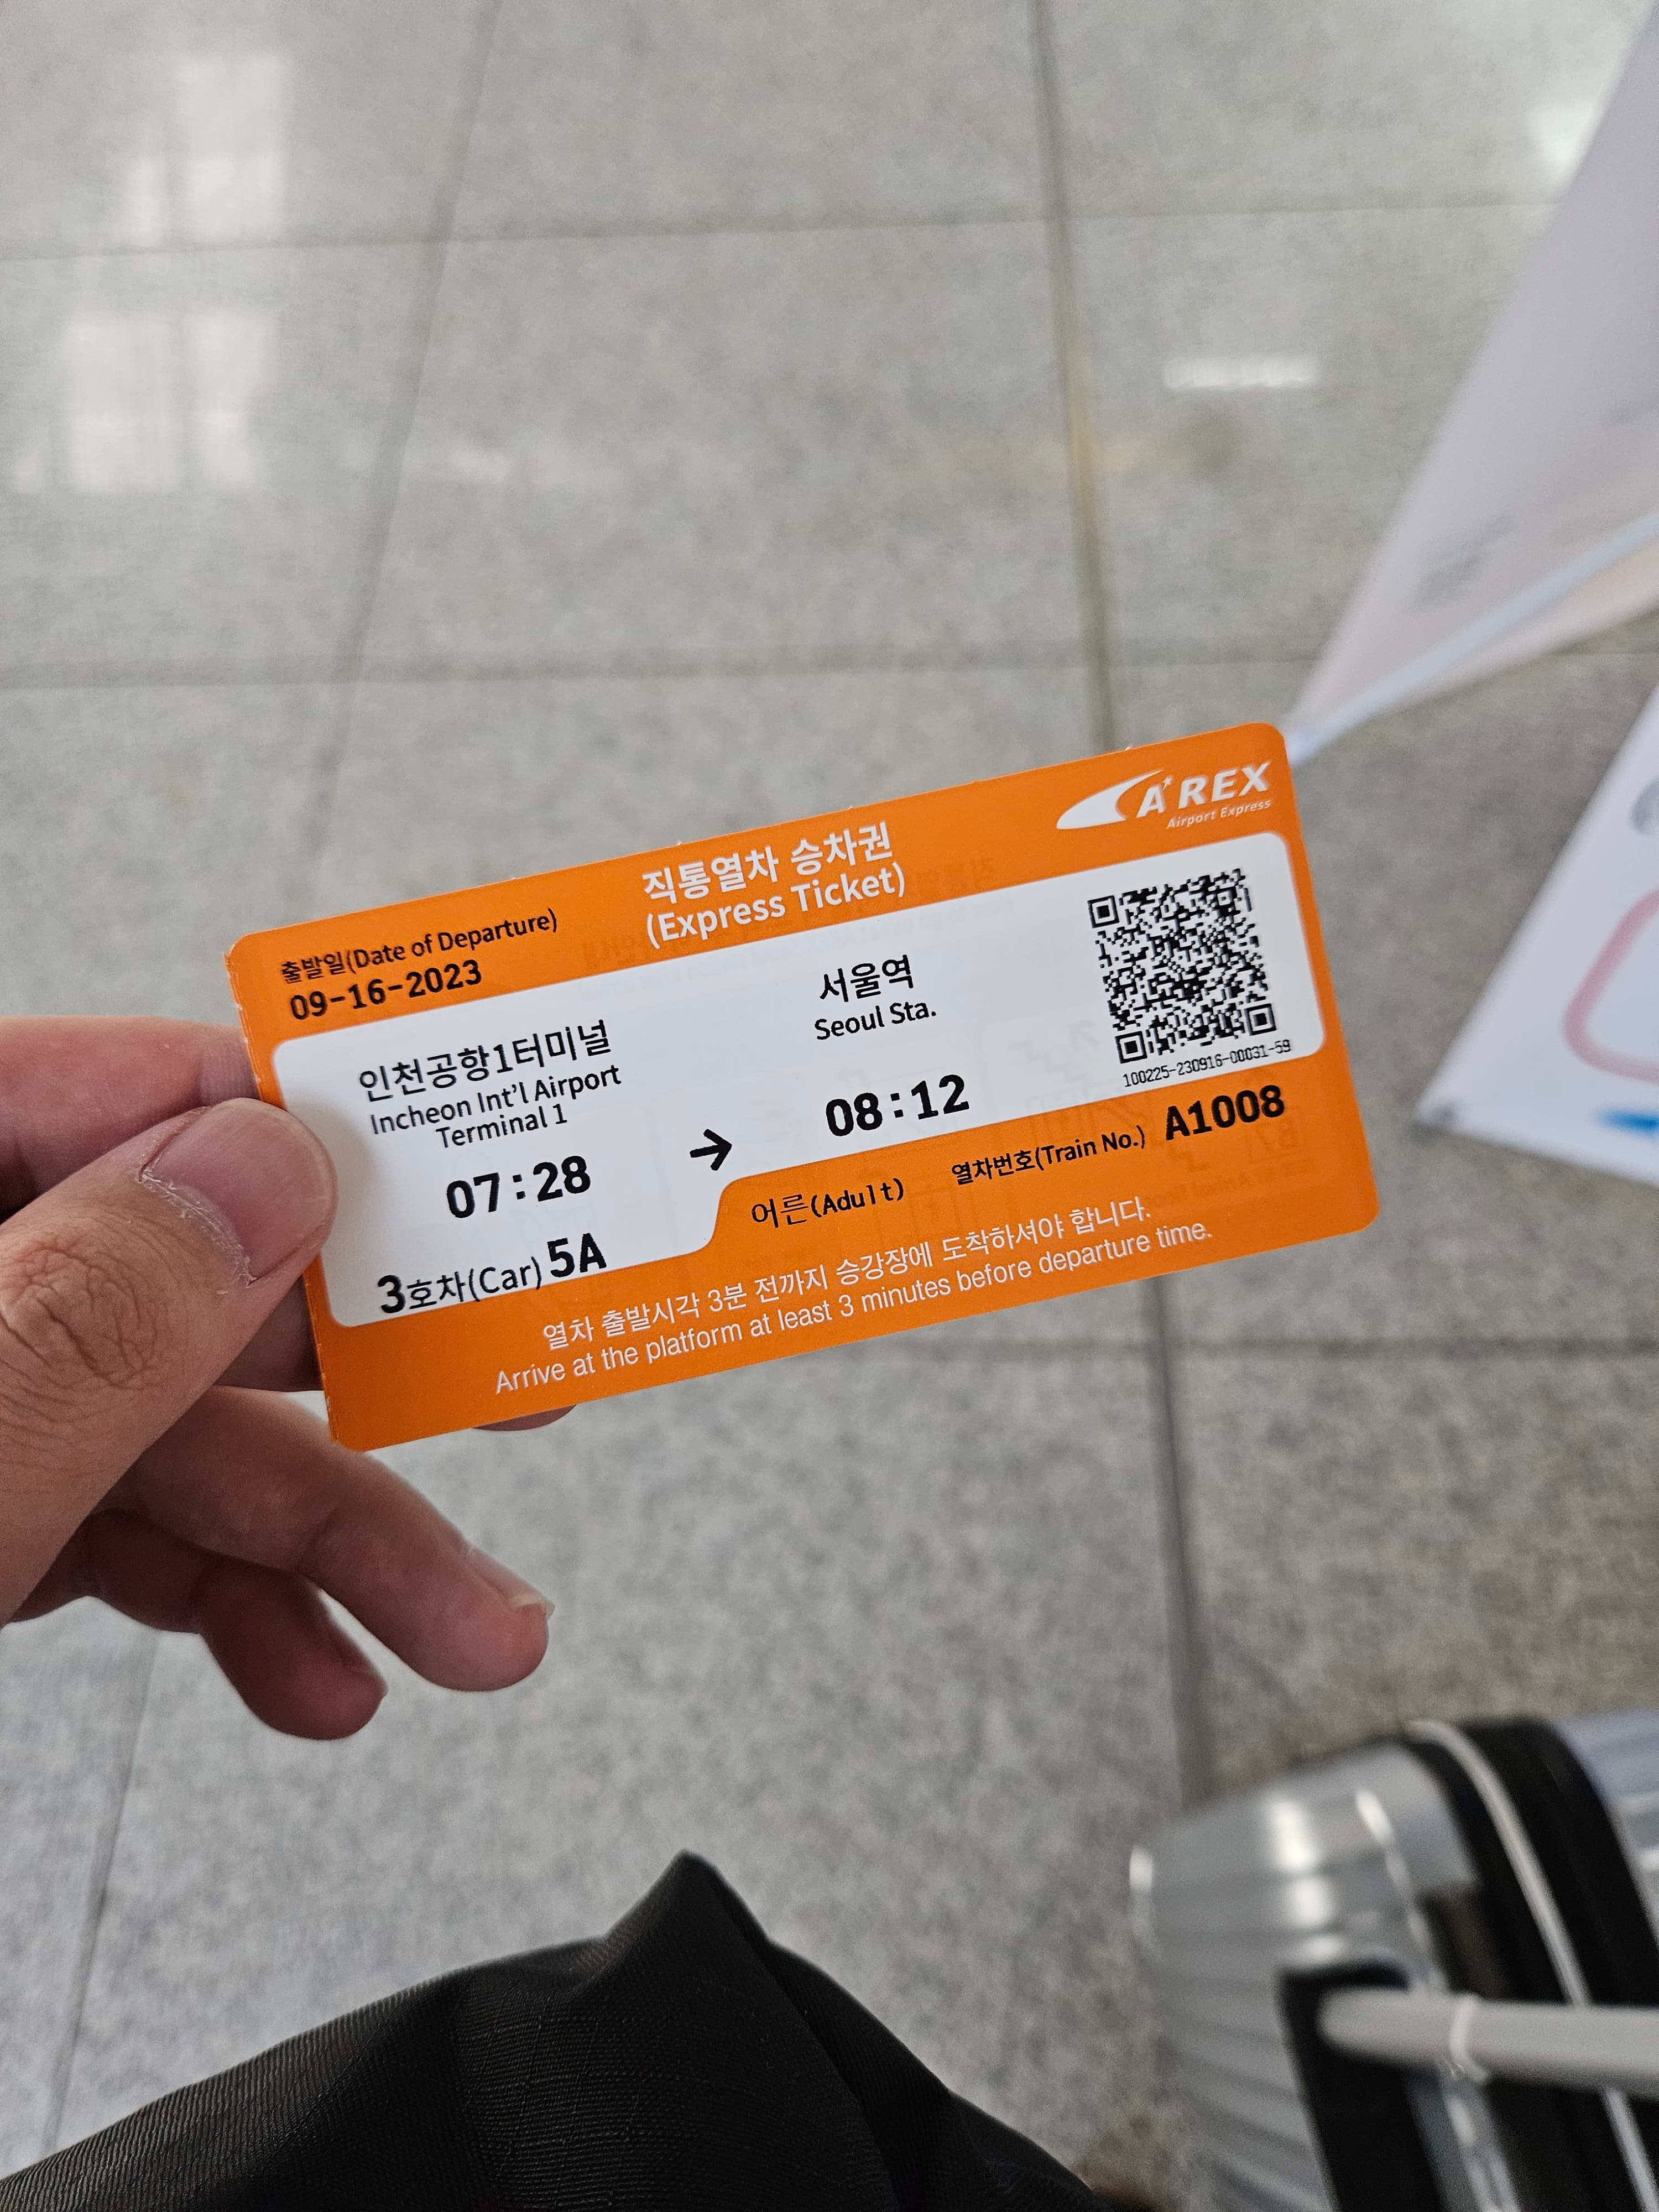 A'REX
Airport Express
직통열차 승차권
(Express Ticket)
출발일(Date of Departure)
09-16-2023
인천공항1터미널
Incheon Int'l Airport
Terminal 1
07:28
3호차(Car) 5A
→
서울역
Seoul Sta.
08:12
100225-230916-00031-59
어른(Adult)
열차번호(Train No.) A1008
열차 출발시각 3분 전까지 승강장에 도착하셔야 합니다.
Arrive at the platform at least 3 minutes before departure time.